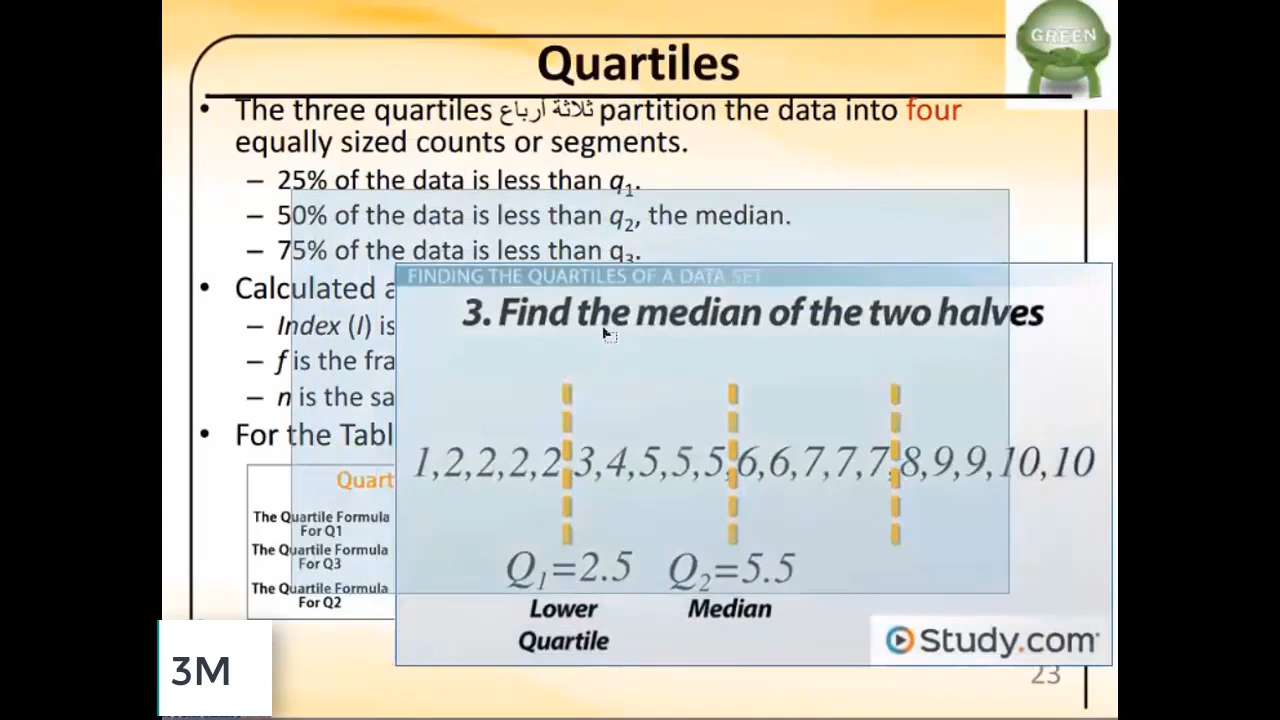 GREEN
Quartiles
• The three quartiles ثلاثة أرباع partition the data into four
equally sized counts or segments.
– 25% of the data is less than q1.
– 50% of the data is less than q2, the median.
– 75% of the data is less than q3.
• Calculated a
– Index (I) is
– f is the fra
– n is the sa
• For the Tabl
Quart
The Quartile Formula
For Q1
The Quartile Formula
For Q3
The Quartile Formula
For Q2
FINDING THE QUARTILES OF A DATA SET
3. Find the median of the two halves
1,2,2,2,2,3,4,5,5,5,6,6,7,7,7,8,9,9,10,10
Q1=2.5 Q2=5.5
Lower Median
Quartile
Study.com
3M
23